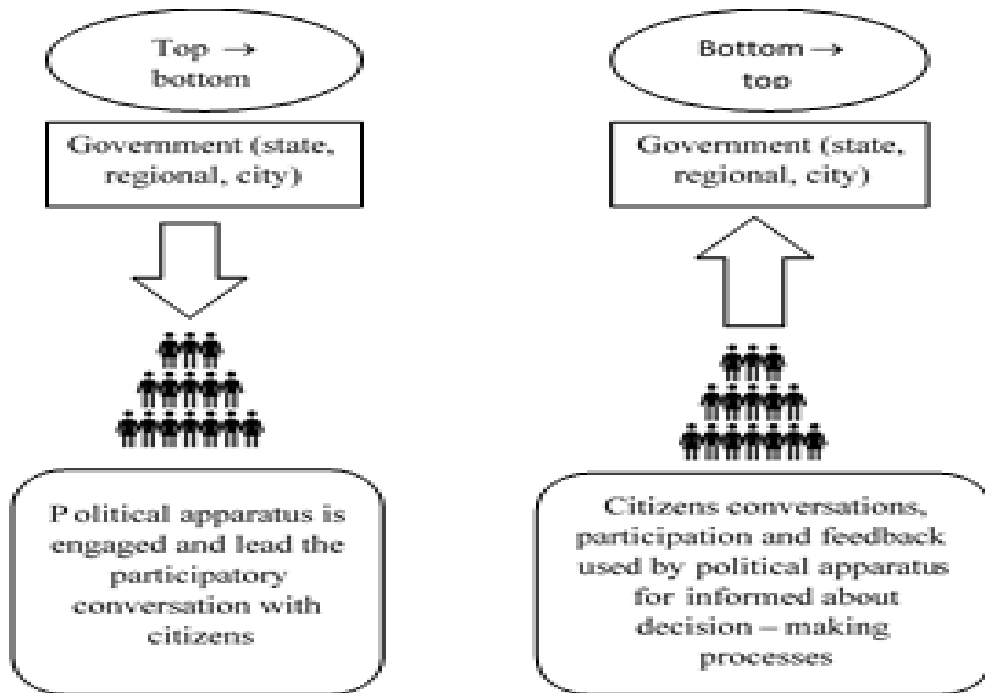 Top →
bottom
Government (state,
regional, city)
P olitical apparatus is
engaged and lead the
participatory
conversation with
citizens
Bottom →
top
Government (state,
regional, city)
Citizens conversations,
participation and feedback
used by political apparatus
for informed about
decision – making
processes